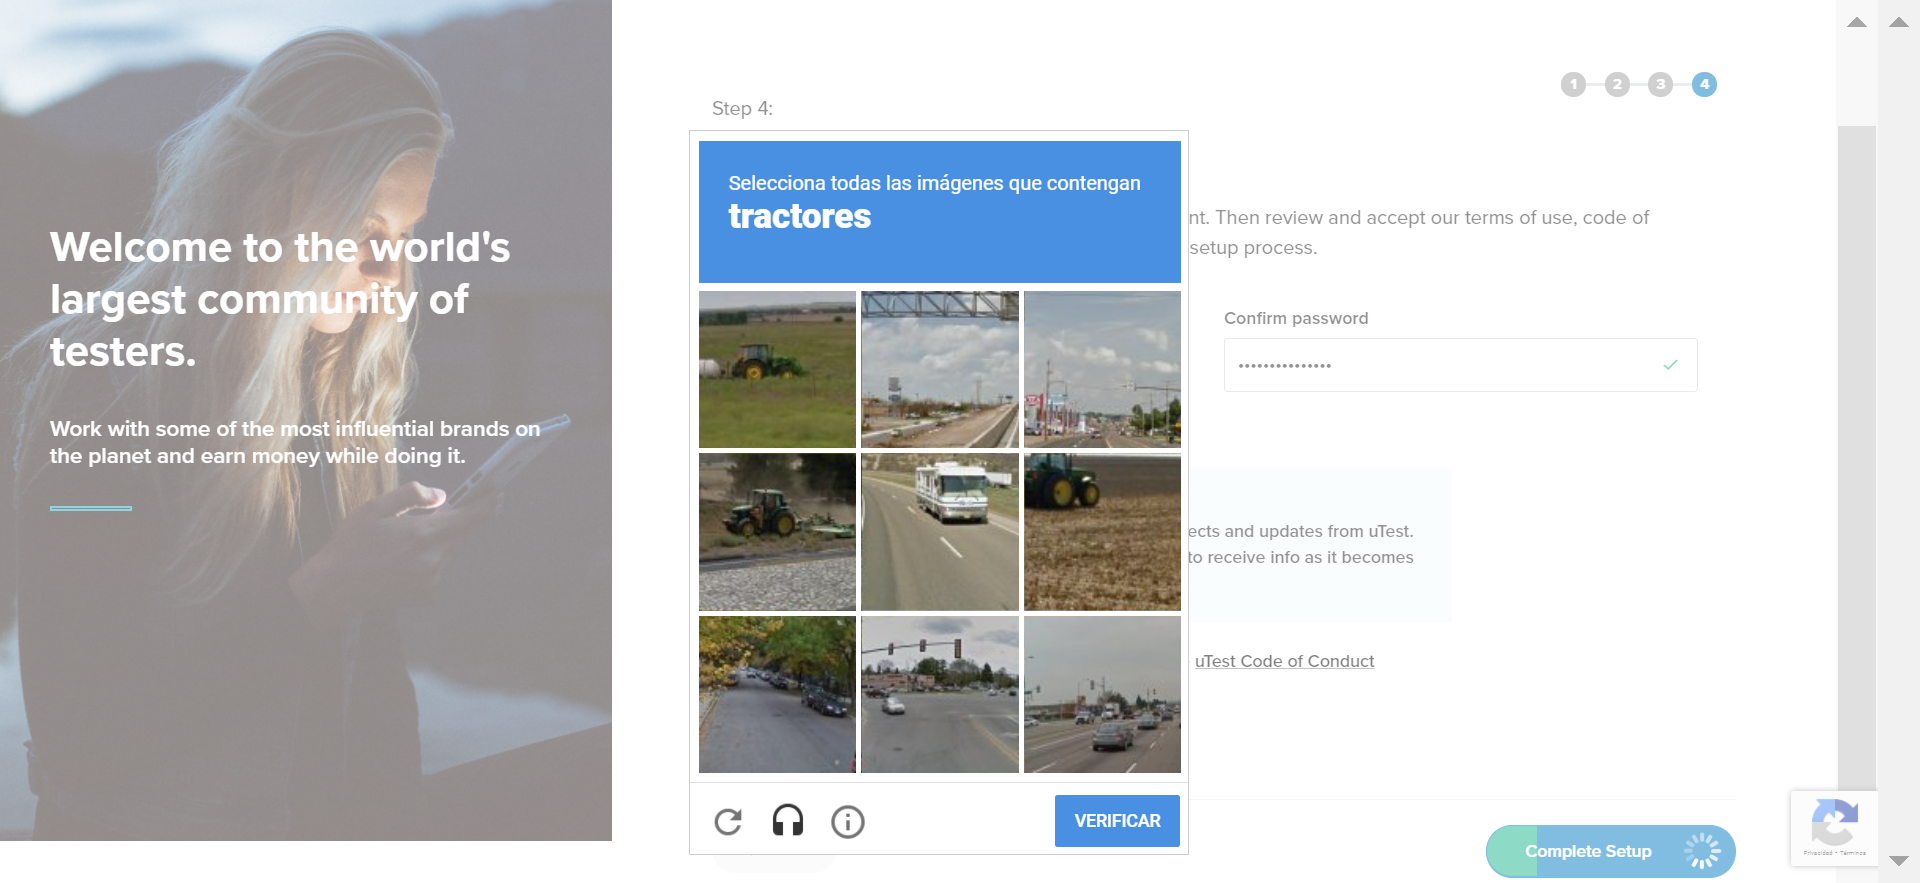 Welcome to the world's
largest community of
testers.
Work with some of the most influential brands on
the planet and earn money while doing it.
1 2 3 4
Step 4:
nt. Then review and accept our terms of use, code of
setup process.
Confirm password
•••••••••••••••
ects and updates from uTest.
to receive info as it becomes
uTest Code of Conduct
Selecciona todas las imágenes que contengan
tractores
VERIFICAR
Complete Setup
Privacidad - Términos